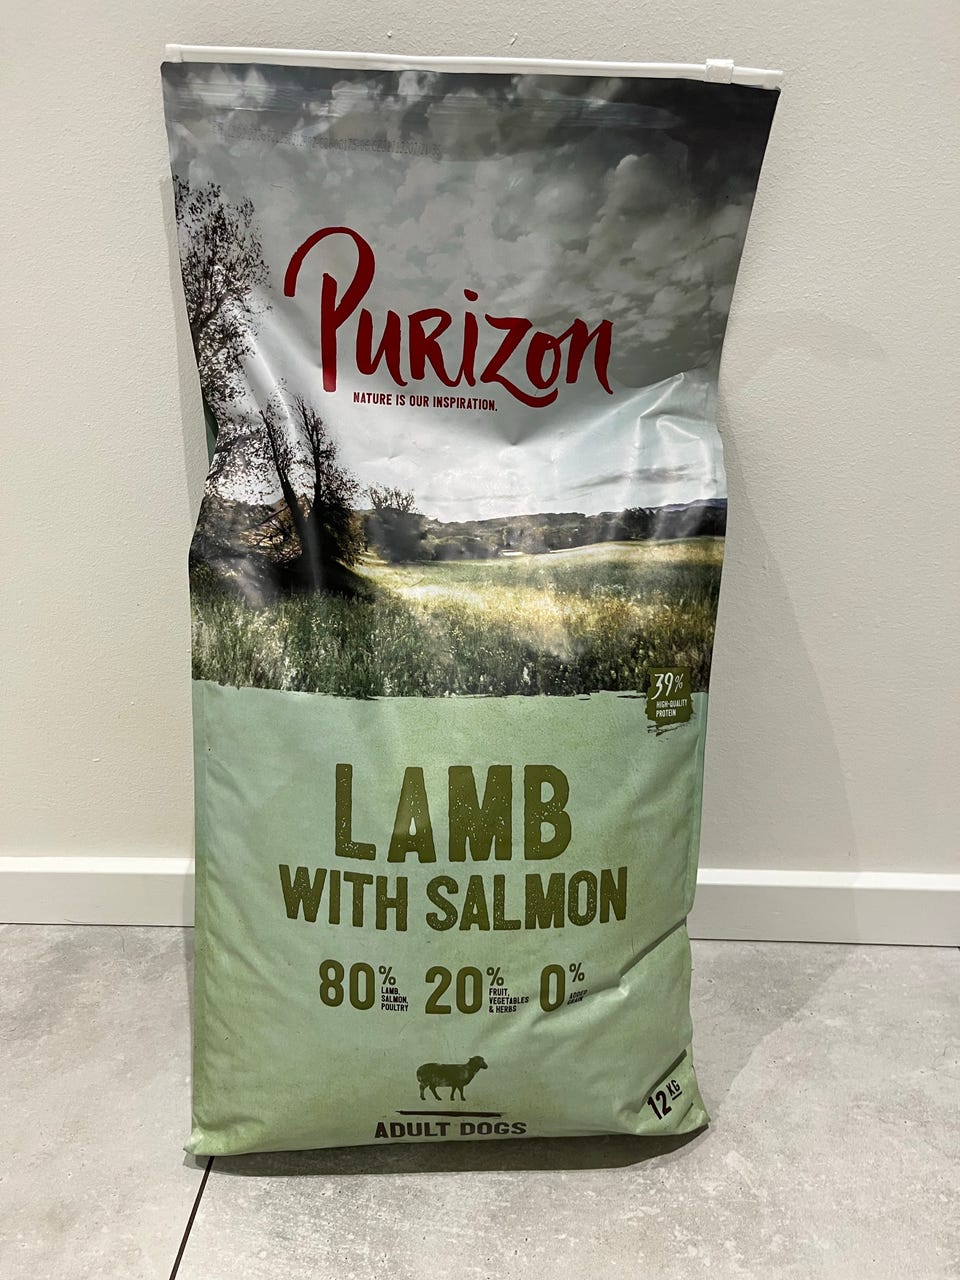 PURIZON
NATURE IS OUR INSPIRATION.
39%
HIGH-QUALITY
PROTEIN
LAMB
WITH SALMON
80% LAMB, SALMON, POULTRY
20% FRUIT, VEGETABLES & HERBS
0% ADDED GRAIN
12 KG
ADULT DOGS